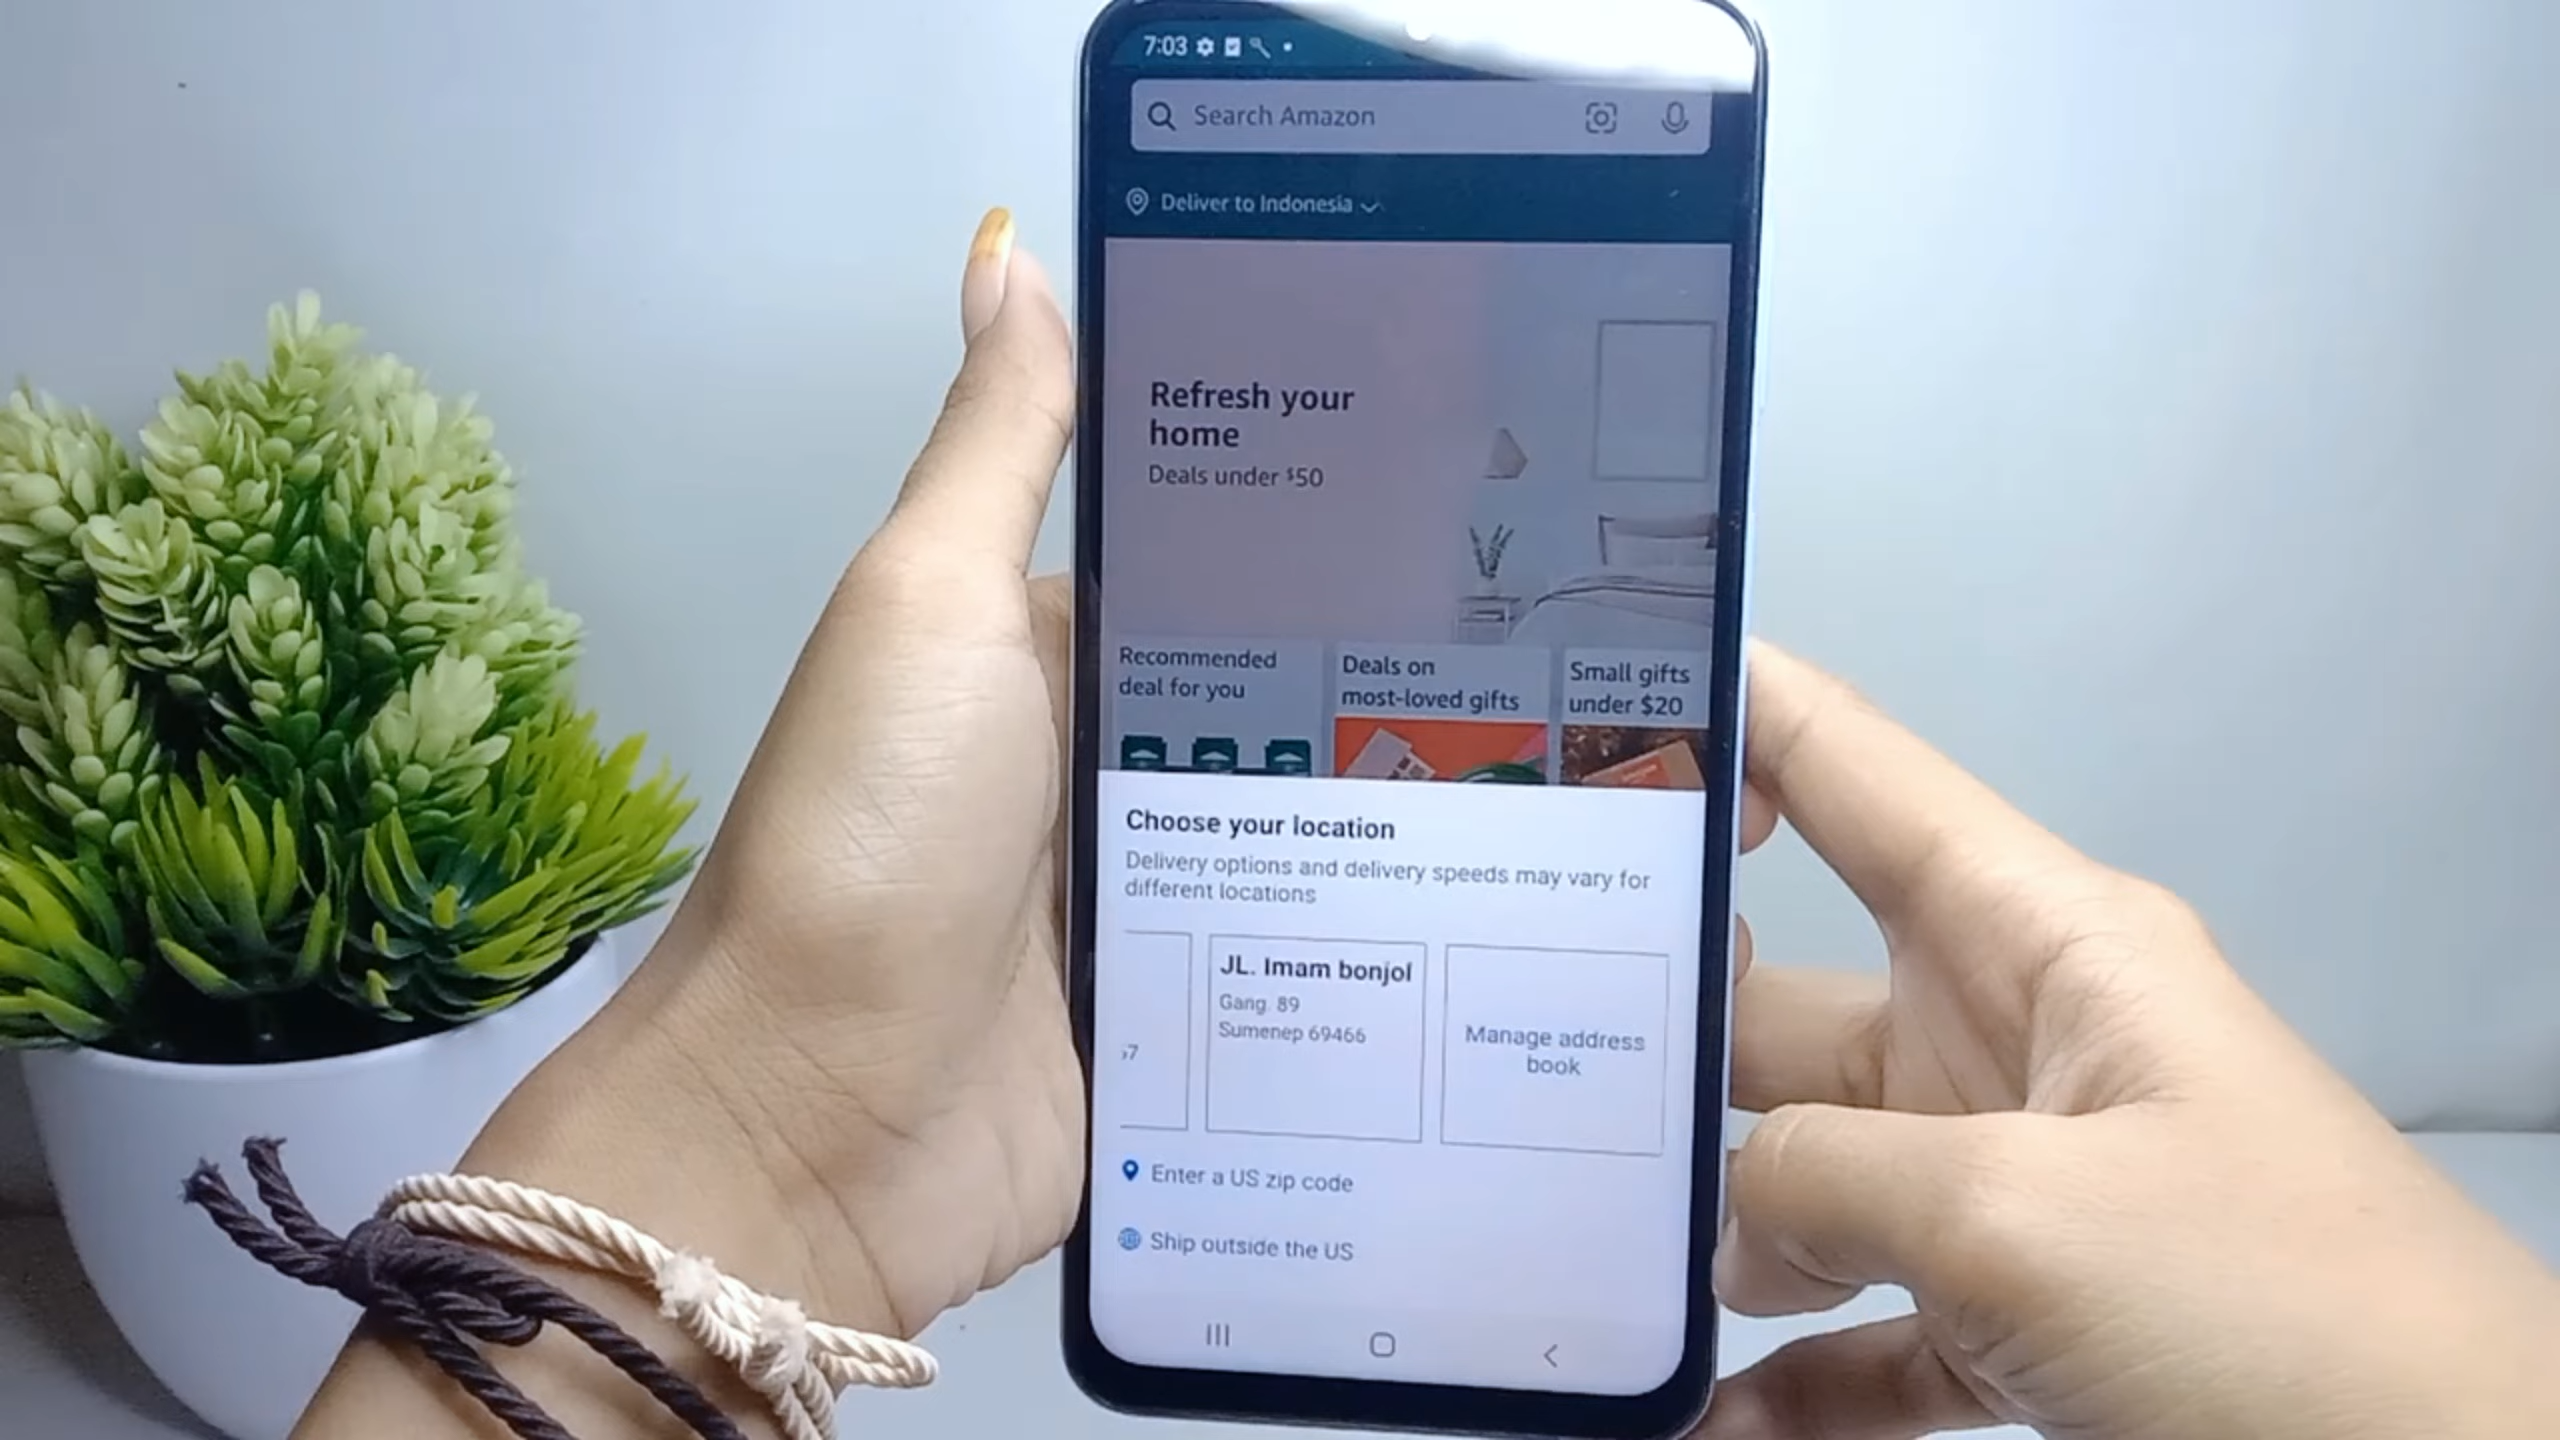 7:03
Search Amazon
Deliver to Indonesia
Refresh your
home
Deals under $50
Recommended
deal for you
Deals on
most-loved gifts
Small gifts
under $20
Choose your location
Delivery options and delivery speeds may vary for
different locations
JL. Imam bonjol
Gang. 89
Sumenep 69466
Manage address
book
Enter a US zip code
Ship outside the US